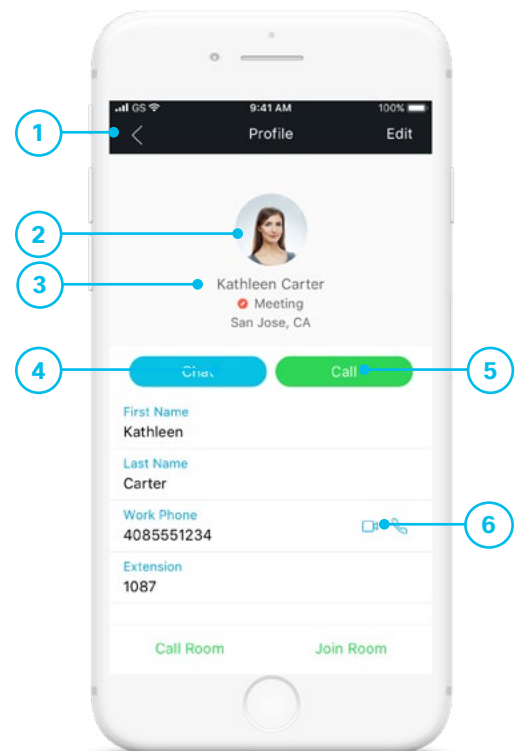 GS 9:41 AM 100%
1
Profile Edit
2
3
Kathleen Carter
Meeting
San Jose, CA
4
Chat Call
5
First Name
Kathleen
Last Name
Carter
Work Phone
4085551234
6
Extension
1087
Call Room Join Room